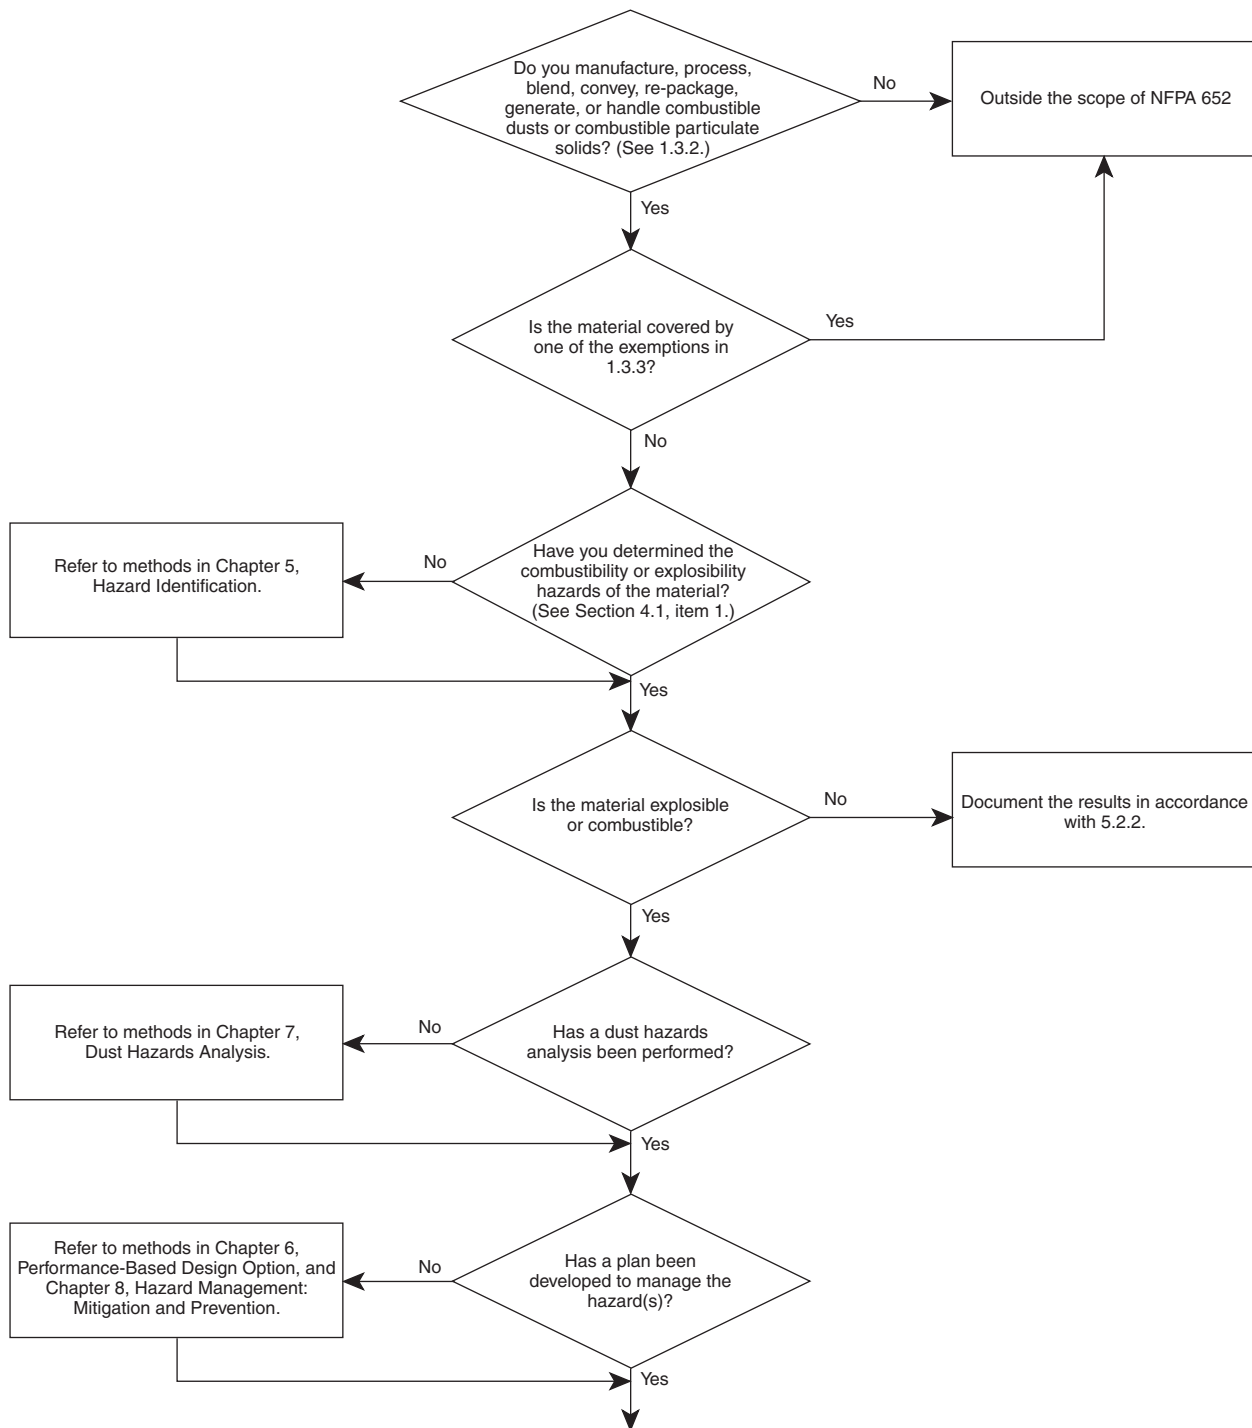 Do you manufacture, process,
blend, convey, re-package,
generate, or handle combustible
dusts or combustible particulate
solids? (See 1.3.2.)
No
Outside the scope of NFPA 652
Yes
Is the material covered by
one of the exemptions in
1.3.3?
Yes
No
Have you determined the
combustibility or explosibility
hazards of the material?
(See Section 4.1, item 1.)
No
Refer to methods in Chapter 5,
Hazard Identification.
Yes
Is the material explosible
or combustible?
No
Document the results in accordance
with 5.2.2.
Yes
Has a dust hazards
analysis been performed?
No
Refer to methods in Chapter 7,
Dust Hazards Analysis.
Yes
Has a plan been
developed to manage the
hazard(s)?
No
Refer to methods in Chapter 6,
Performance-Based Design Option, and
Chapter 8, Hazard Management:
Mitigation and Prevention.
Yes